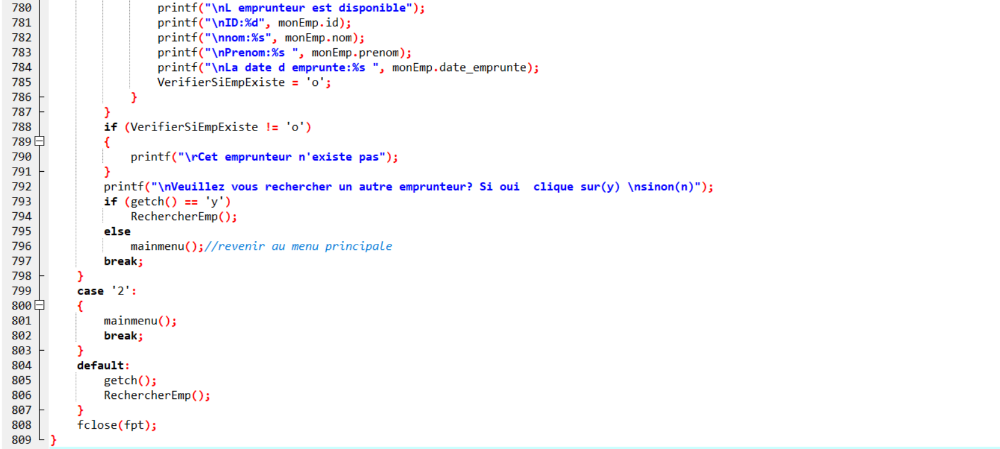 780 printf("\nL emprunteur est disponible");
781 printf("\nID:%d", monEmp.id);
782 printf("\nnom:%s", monEmp.nom);
783 printf("\nPrenom:%s ", monEmp.prenom);
784 printf("\nLa date d emprunte:%s ", monEmp.date_emprunte);
785 VerifierSiEmpExiste = 'o';
786 }
787 }
788 if (VerifierSiEmpExiste != 'o')
789 {
790 printf("\rCet emprunteur n'existe pas");
791 }
792 printf("\nVeuillez vous rechercher un autre emprunteur? Si oui  clique sur(y) \nsinon(n)");
793 if (getch() == 'y')
794 RechercherEmp();
795 else
796 mainmenu();//revenir au menu principale
797 break;
798 }
799 case '2':
800 {
801 mainmenu();
802 break;
803 }
804 default:
805 getch();
806 RechercherEmp();
807 }
808 fclose(fpt);
809 }